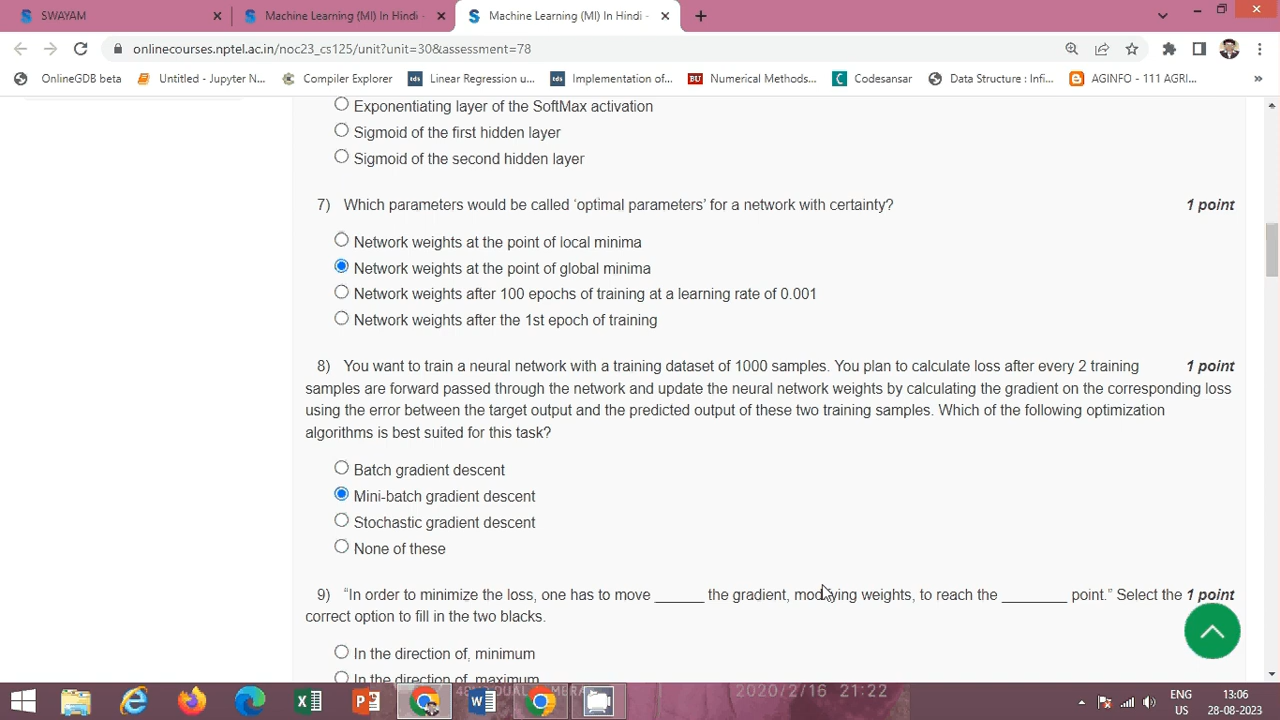 SWAYAM
Machine Learning (Ml) In Hindi -
Machine Learning (Ml) In Hindi -
onlinecourses.nptel.ac.in/noc23_cs125/unit?unit=30&assessment=78
OnlineGDB beta
Untitled - Jupyter N...
Compiler Explorer
Linear Regression u...
Implementation of...
Numerical Methods...
Codesansar
Data Structure : Infi...
AGINFO - 111 AGRI...
Exponentiating layer of the SoftMax activation
Sigmoid of the first hidden layer
Sigmoid of the second hidden layer
7) Which parameters would be called ‘optimal parameters’ for a network with certainty? 1 point
Network weights at the point of local minima
Network weights at the point of global minima
Network weights after 100 epochs of training at a learning rate of 0.001
Network weights after the 1st epoch of training
8) You want to train a neural network with a training dataset of 1000 samples. You plan to calculate loss after every 2 training 1 point
samples are forward passed through the network and update the neural network weights by calculating the gradient on the corresponding loss
using the error between the target output and the predicted output of these two training samples. Which of the following optimization
algorithms is best suited for this task?
Batch gradient descent
Mini-batch gradient descent
Stochastic gradient descent
None of these
9) “In order to minimize the loss, one has to move ______ the gradient, modifying weights, to reach the ________ point.” Select the 1 point
correct option to fill in the two blacks.
In the direction of, minimum
In the direction of, maximum
2020/2/16 21:22
ENG
US
13:06
28-08-2023